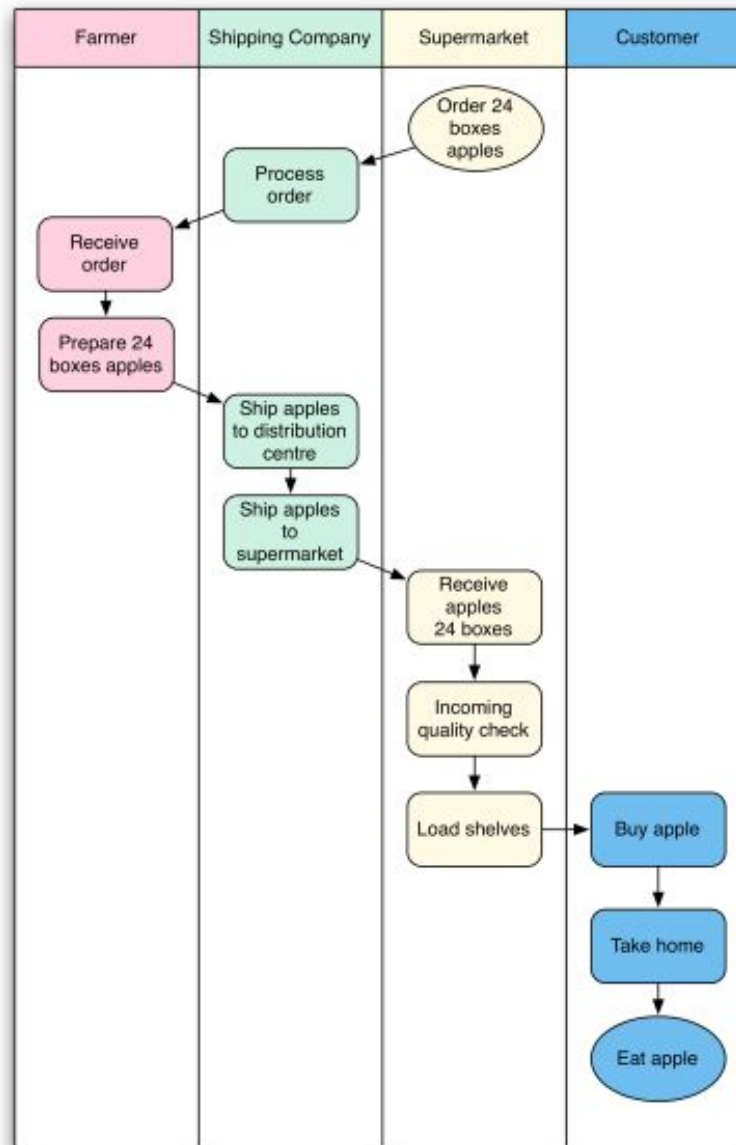 Farmer
Shipping Company
Supermarket
Customer
Order 24
boxes
apples
Process
order
Receive
order
Prepare 24
boxes apples
Ship apples
to distribution
centre
Ship apples
to
supermarket
Receive
apples
24 boxes
Incoming
quality check
Load shelves
Buy apple
Take home
Eat apple